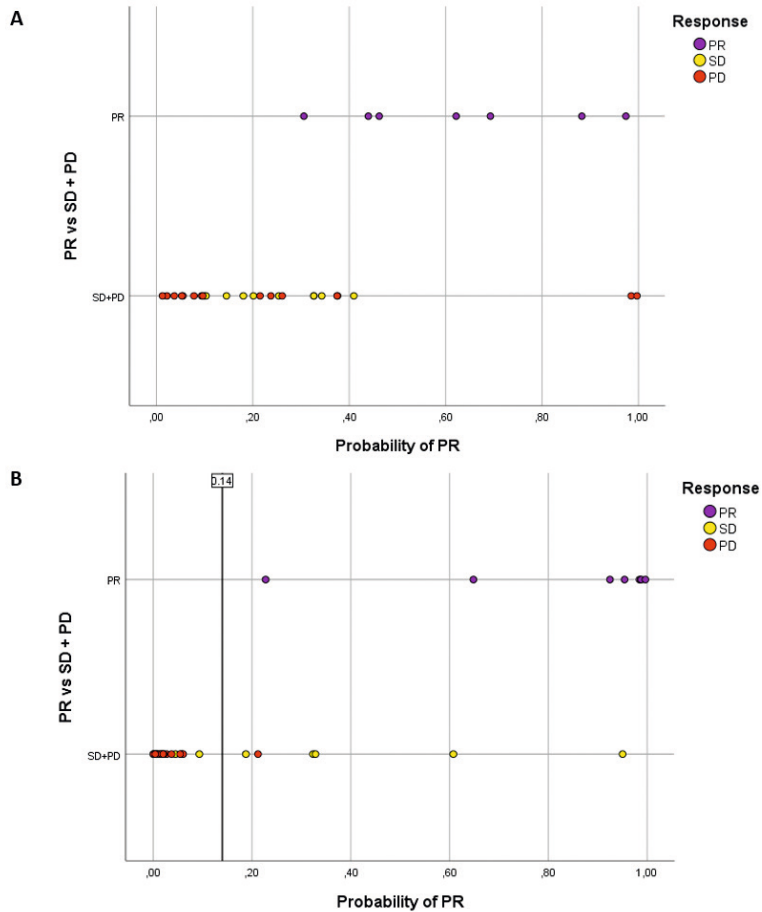 A
Response
PR
SD
PD
PR
SD+PD
PR vs SD + PD
,00 ,20 ,40 ,60 ,80 1,00
Probability of PR
B
0.14
Response
PR
SD
PD
PR
SD+PD
PR vs SD + PD
,00 ,20 ,40 ,60 ,80 1,00
Probability of PR